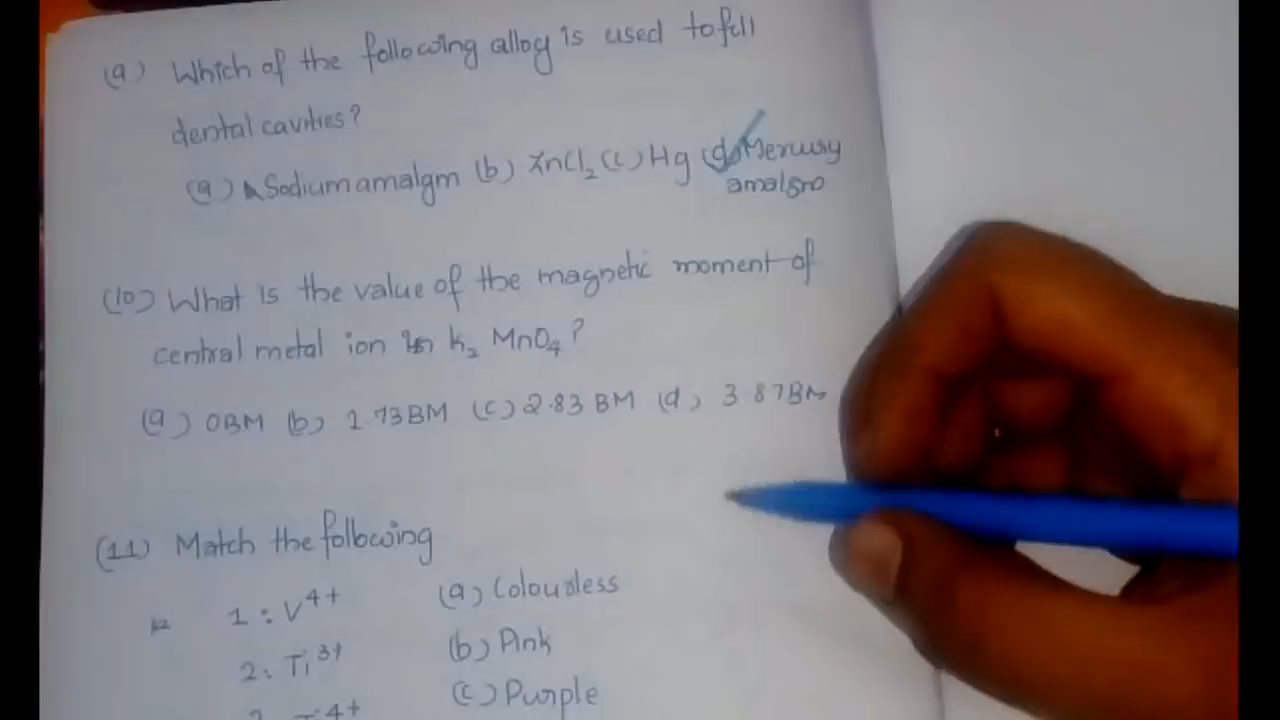 (9) Which of the following alloy is used to fill
dental cavities?
(a) Sodium amalgm (b) ZnCl₂ (c) Hg (d) Mercury
amalgm
(10) What is the value of the magnetic moment of
central metal ion in K₂ MnO₄?
(a) 0BM (b) 1.73BM (c) 2.83 BM (d) 3.87BM
(11) Match the following
1: V⁴⁺ (a) Colourless
2: Ti³⁺ (b) Pink
(c) Purple